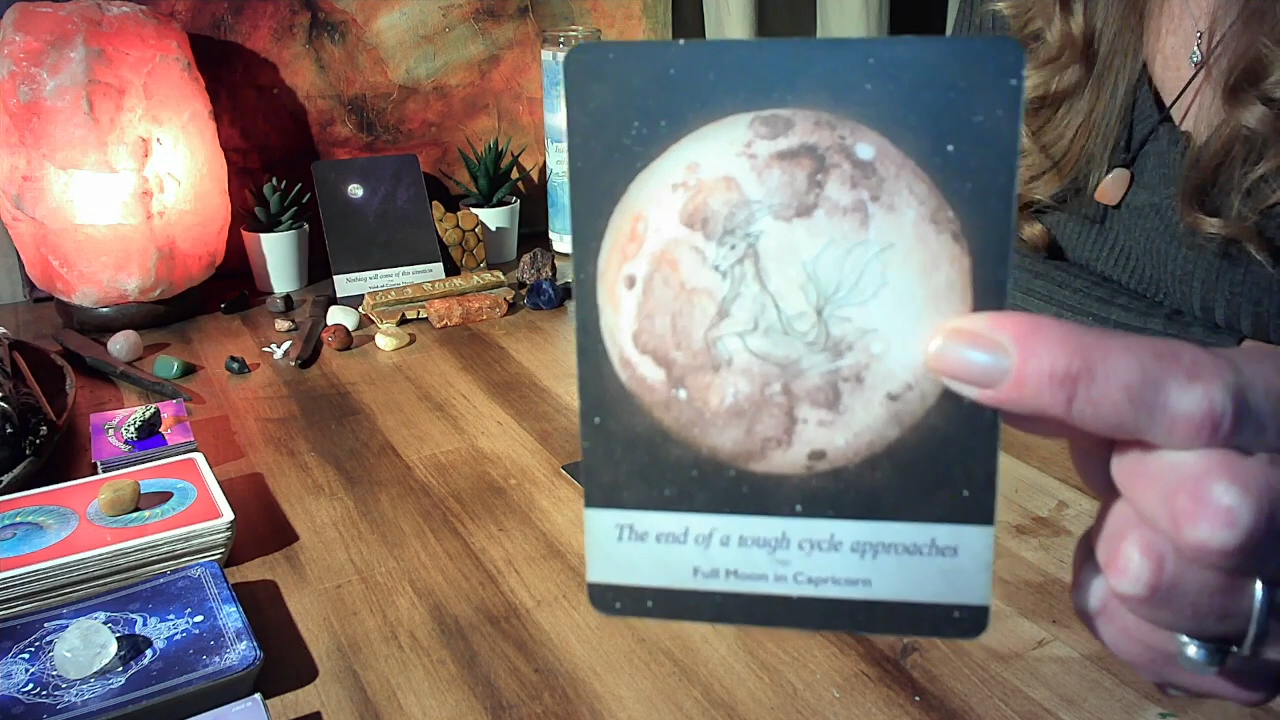 Nothing will come of this situation
Void-of-Course Moon
The end of a tough cycle approaches
Full Moon in Capricorn